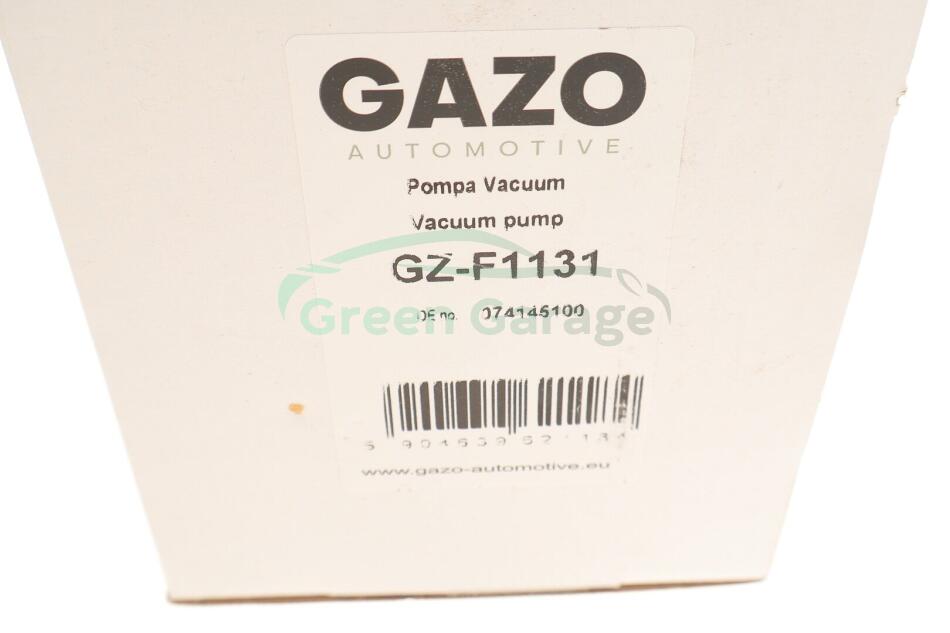 GAZO
AUTOMOTIVE
Pompa Vacuum
Vacuum pump
GZ-F1131
Green Garage
OE no. 074145100
www.gazo-automotive.eu